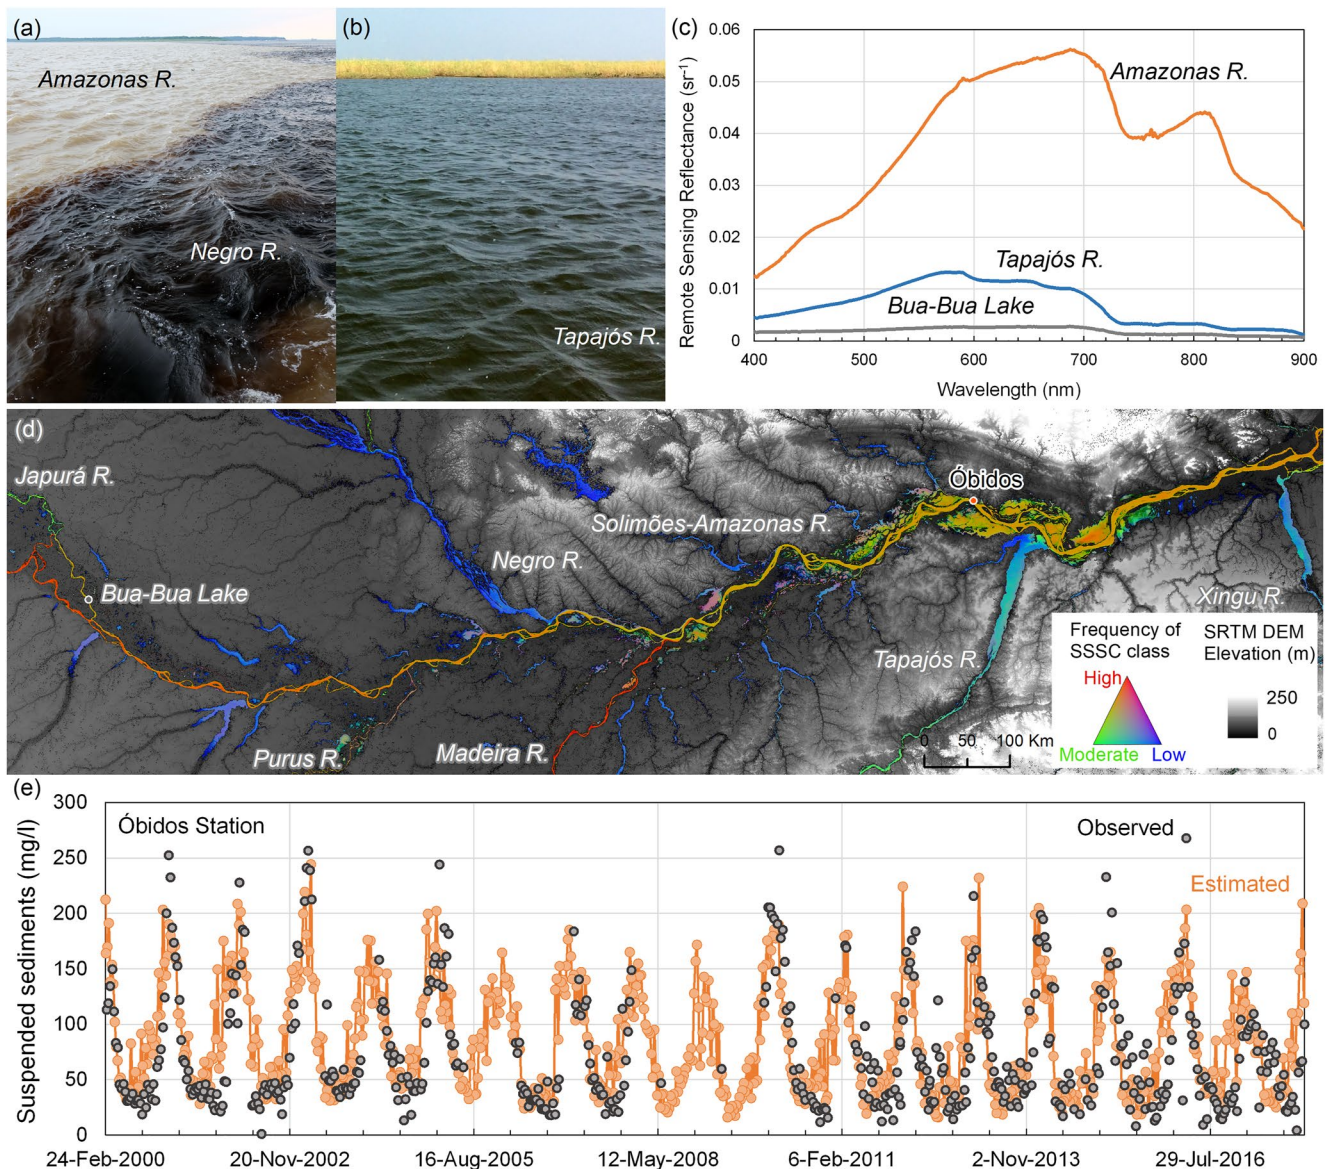 (a)
Amazonas R.
Negro R.
(b)
Tapajós R.
(c)
Remote Sensing Reflectance (sr⁻¹)
0.06
0.05
0.04
0.03
0.02
0.01
0
Amazonas R.
Tapajós R.
Bua-Bua Lake
400 500 600 700 800 900
Wavelength (nm)
(d)
Japurá R.
Bua-Bua Lake
Negro R.
Solimões-Amazonas R.
Óbidos
Purus R.
Madeira R.
Tapajós R.
Xingu R.
Frequency of
SSSC class
High
Moderate Low
SRTM DEM
Elevation (m)
250
0
0 50 100 Km
(e)
Suspended sediments (mg/l)
300
250
200
150
100
50
0
Óbidos Station
Observed
Estimated
24-Feb-2000 20-Nov-2002 16-Aug-2005 12-May-2008 6-Feb-2011 2-Nov-2013 29-Jul-2016